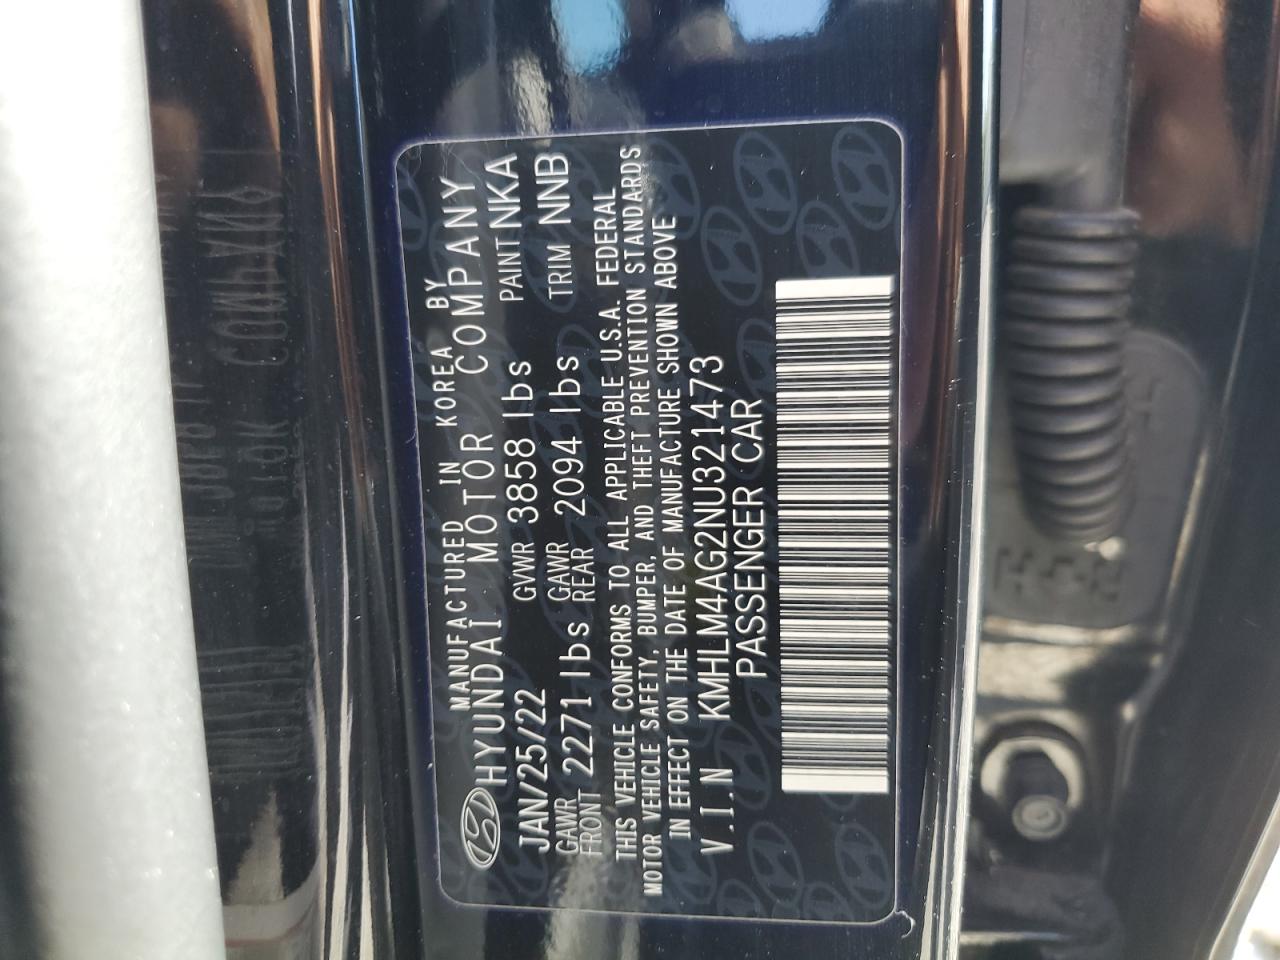 MANUFACTURED IN KOREA BY
HYUNDAI MOTOR COMPANY
JAN/25/22 GVWR 3858 lbs PAINT NKA
GAWR FRONT 2271 lbs GAWR REAR 2094 lbs TRIM NNB
THIS VEHICLE CONFORMS TO ALL APPLICABLE U.S.A. FEDERAL
MOTOR VEHICLE SAFETY, BUMPER, AND THEFT PREVENTION STANDARDS
IN EFFECT ON THE DATE OF MANUFACTURE SHOWN ABOVE
V.I.N KMHLM4AG2NU321473
PASSENGER CAR